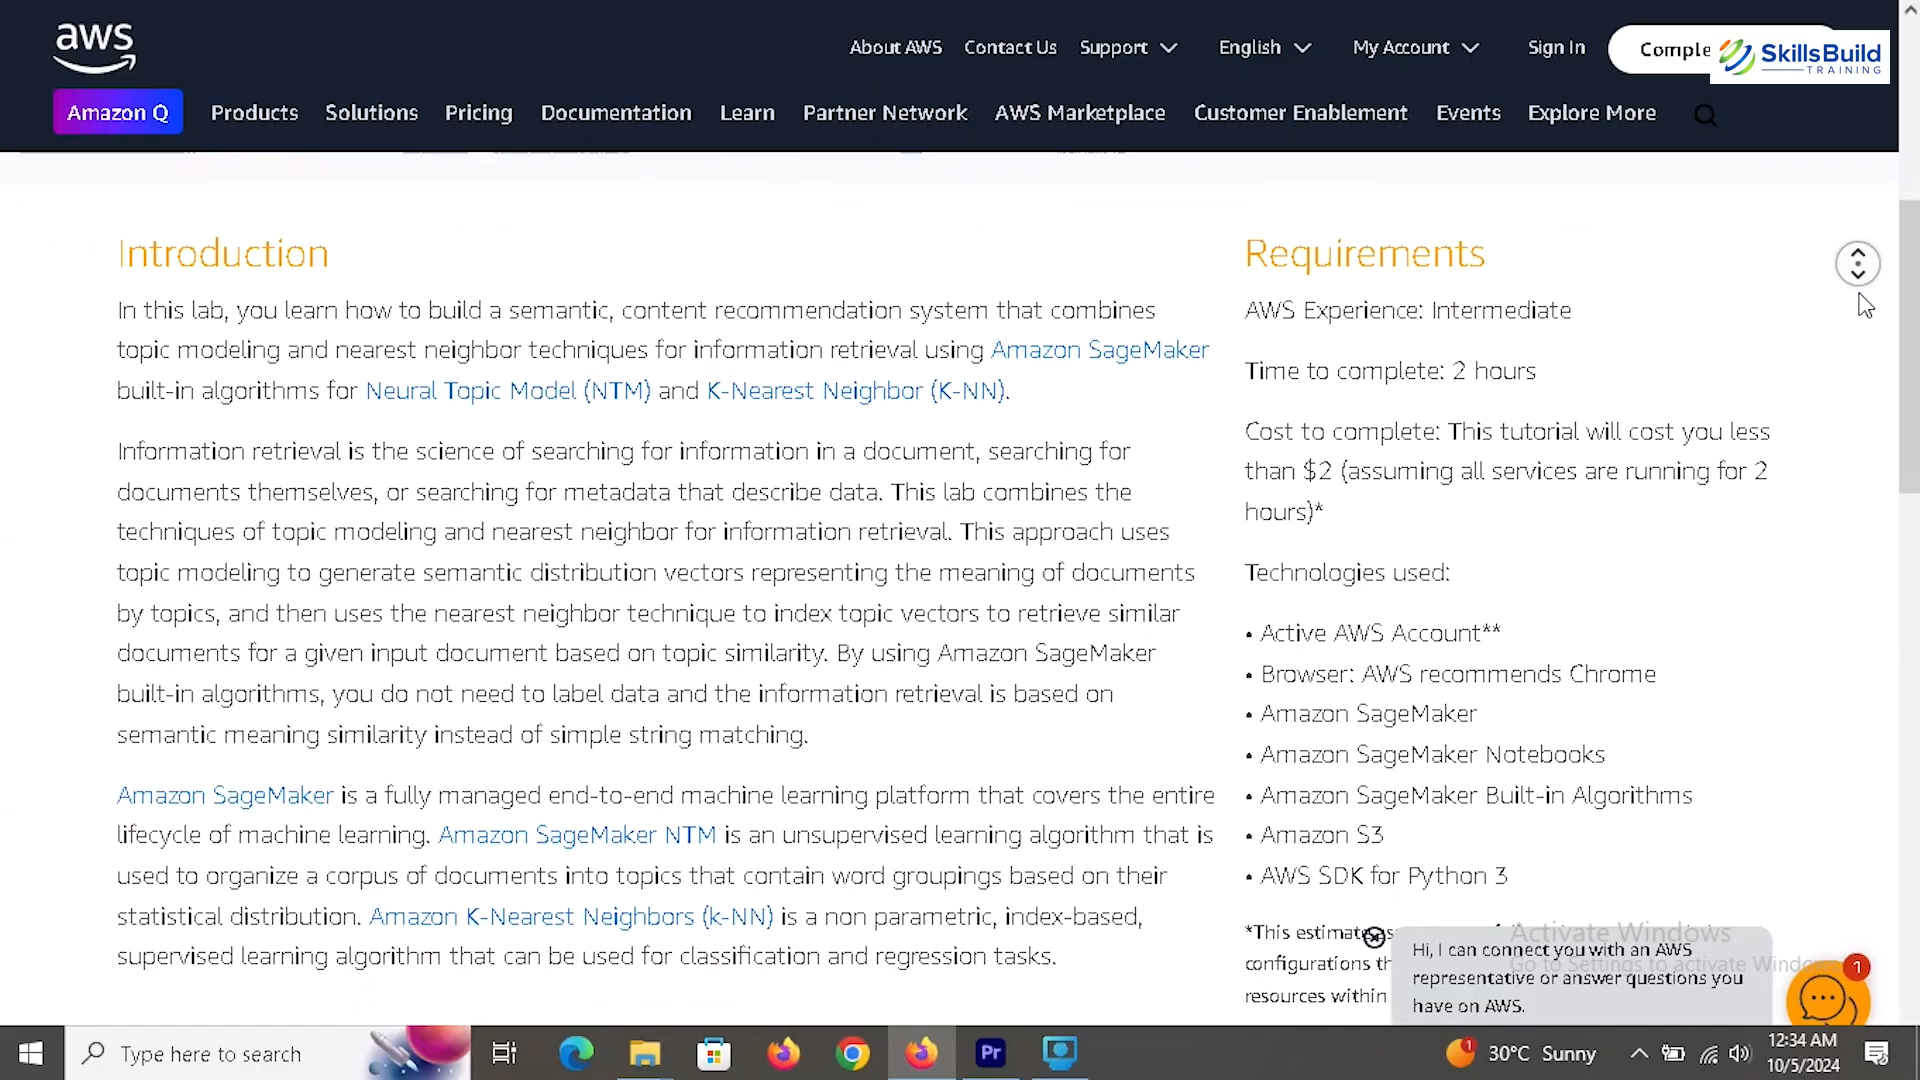 aws
About AWS
Contact Us
Support
English
My Account
Sign In
Comple
SkillsBuild
TRAINING
Amazon Q
Products
Solutions
Pricing
Documentation
Learn
Partner Network
AWS Marketplace
Customer Enablement
Events
Explore More
Introduction
In this lab, you learn how to build a semantic, content recommendation system that combines
topic modeling and nearest neighbor techniques for information retrieval using Amazon SageMaker
built-in algorithms for Neural Topic Model (NTM) and K-Nearest Neighbor (K-NN).
Information retrieval is the science of searching for information in a document, searching for
documents themselves, or searching for metadata that describe data. This lab combines the
techniques of topic modeling and nearest neighbor for information retrieval. This approach uses
topic modeling to generate semantic distribution vectors representing the meaning of documents
by topics, and then uses the nearest neighbor technique to index topic vectors to retrieve similar
documents for a given input document based on topic similarity. By using Amazon SageMaker
built-in algorithms, you do not need to label data and the information retrieval is based on
semantic meaning similarity instead of simple string matching.
Amazon SageMaker is a fully managed end-to-end machine learning platform that covers the entire
lifecycle of machine learning. Amazon SageMaker NTM is an unsupervised learning algorithm that is
used to organize a corpus of documents into topics that contain word groupings based on their
statistical distribution. Amazon K-Nearest Neighbors (k-NN) is a non parametric, index-based,
supervised learning algorithm that can be used for classification and regression tasks.
Requirements
AWS Experience: Intermediate
Time to complete: 2 hours
Cost to complete: This tutorial will cost you less
than $2 (assuming all services are running for 2
hours)*
Technologies used:
• Active AWS Account**
• Browser: AWS recommends Chrome
• Amazon SageMaker
• Amazon SageMaker Notebooks
• Amazon SageMaker Built-in Algorithms
• Amazon S3
• AWS SDK for Python 3
*This estimate
configurations
resources within
Activate Windows
Go to Settings to activate Windo
Hi, I can connect you with an AWS
representative or answer questions you
have on AWS.
1
Type here to search
Pr
1
30°C Sunny
12:34 AM
10/5/2024